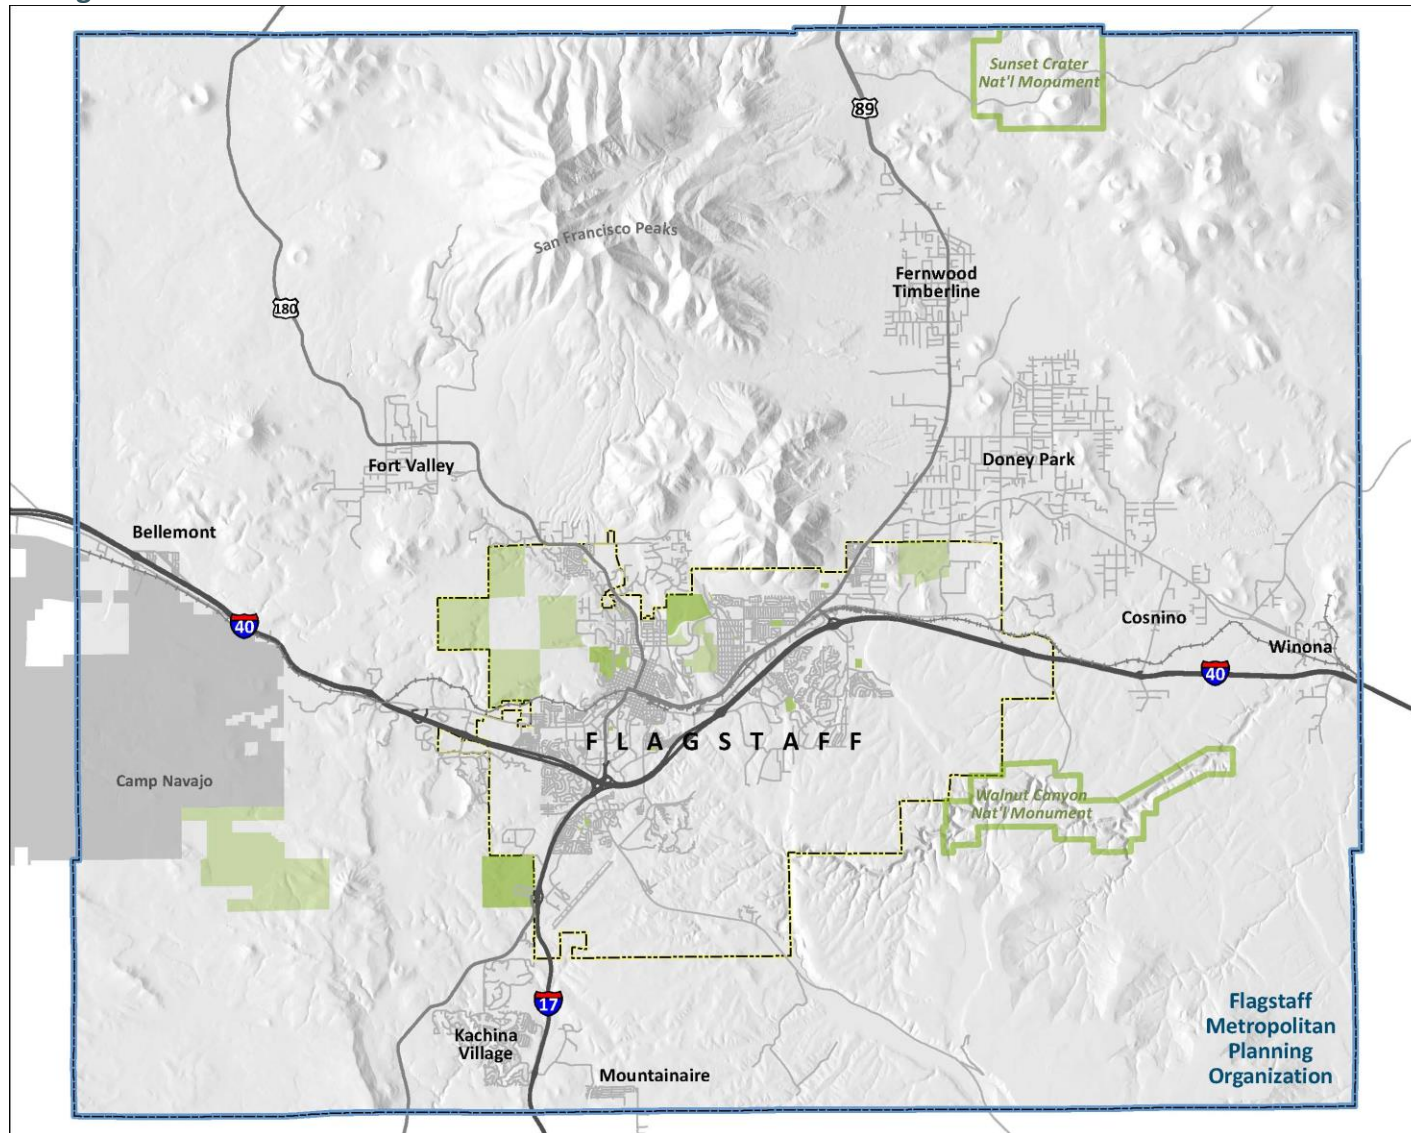 Sunset Crater
Nat'l Monument
89
San Francisco Peaks
Fernwood
Timberline
180
Fort Valley
Doney Park
Bellemont
40
Cosnino
Winona
40
FLAGSTAFF
Camp Navajo
Walnut Canyon
Nat'l Monument
17
Kachina
Village
Mountainaire
Flagstaff
Metropolitan
Planning
Organization